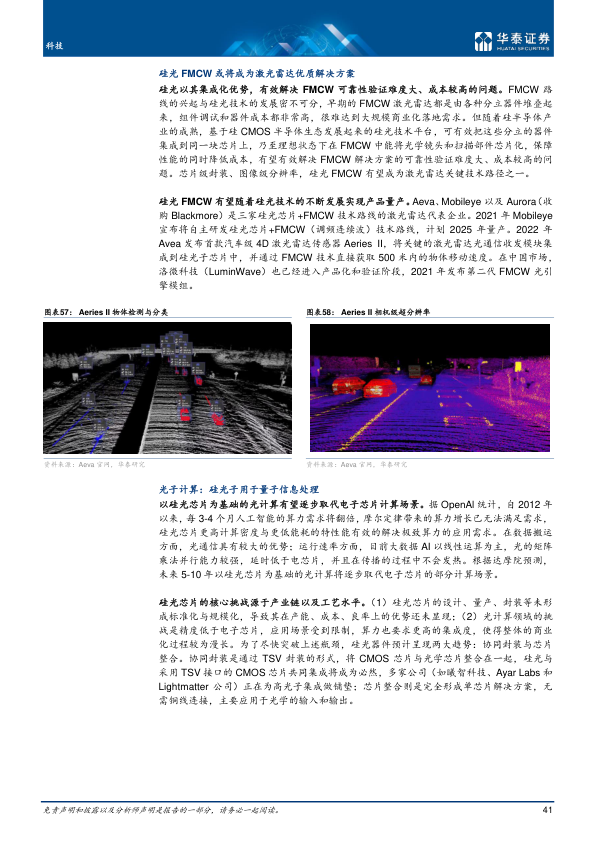 科技
华泰证券
HUATAI SECURITIES
硅光 FMCW 或将成为激光雷达优质解决方案
硅光以其集成化优势，有效解决 FMCW 可靠性验证难度大、成本较高的问题。FMCW 路
线的兴起与硅光技术的发展密不可分，早期的 FMCW 激光雷达都是由各种分立器件堆叠起
来，组件调试和器件成本都非常高，很难达到大规模商业化落地需求。但随着硅半导体产
业的成熟，基于硅 CMOS 半导体生态发展起来的硅光技术平台，可有效把这些分立的器件
集成到同一块芯片上，乃至理想状态下在 FMCW 中能将光学镜头和扫描部件芯片化，保障
性能的同时降低成本，有望有效解决 FMCW 解决方案的可靠性验证难度大、成本较高的问
题。芯片级封装、图像级分辨率，硅光 FMCW 有望成为激光雷达关键技术路径之一。
硅光 FMCW 有望随着硅光技术的不断发展实现产品量产。Aeva、Mobileye 以及 Aurora（收
购 Blackmore）是三家硅光芯片+FMCW 技术路线的激光雷达代表企业。2021 年 Mobileye
宣布将自主研发硅光芯片+FMCW（调频连续波）技术路线，计划 2025 年量产。2022 年
Avea 发布首款汽车级 4D 激光雷达传感器 Aeries II，将关键的激光雷达光通信收发模块集
成到硅光子芯片中，并通过 FMCW 技术直接获取 500 米内的物体移动速度。在中国市场，
洛微科技（LuminWave）也已经进入产品化和验证阶段，2021 年发布第二代 FMCW 光引
擎模组。
图表57： Aeries II 物体检测与分类
图表58： Aeries II 相机级超分辨率
资料来源：Aeva 官网，华泰研究
资料来源：Aeva 官网，华泰研究
光子计算：硅光子用于量子信息处理
以硅光芯片为基础的光计算有望逐步取代电子芯片计算场景。据 OpenAI 统计，自 2012 年
以来，每 3-4 个月人工智能的算力需求将翻倍，摩尔定律带来的算力增长已无法满足需求，
硅光芯片更高计算密度与更低能耗的特性能有效的解决极致算力的应用需求。在数据搬运
方面，光通信具有较大的优势；运行速率方面，目前大数据 AI 以线性运算为主，光的矩阵
乘法并行能力较强，延时低于电芯片，并且在传播的过程中不会发热。根据达摩院预测，
未来 5-10 年以硅光芯片为基础的光计算将逐步取代电子芯片的部分计算场景。
硅光芯片的核心挑战源于产业链以及工艺水平。（1）硅光芯片的设计、量产、封装等未形
成标准化与规模化，导致其在产能、成本、良率上的优势还未显现；（2）光计算领域的挑
战是精度低于电子芯片，应用场景受到限制，算力也要求更高的集成度，使得整体的商业
化过程较为漫长。为了尽快突破上述瓶颈，硅光器件预计呈现两大趋势：协同封装与芯片
整合。协同封装是通过 TSV 封装的形式，将 CMOS 芯片与光学芯片整合在一起，硅光与
采用 TSV 接口的 CMOS 芯片共同集成将成为必然，多家公司（如曦智科技、Ayar Labs 和
Lightmatter 公司）正在为高光子集成做铺垫；芯片整合则是完全形成单芯片解决方案，无
需铜线连接，主要应用于光学的输入和输出。
免责声明和披露以及分析师声明是报告的一部分，请务必一起阅读。
41